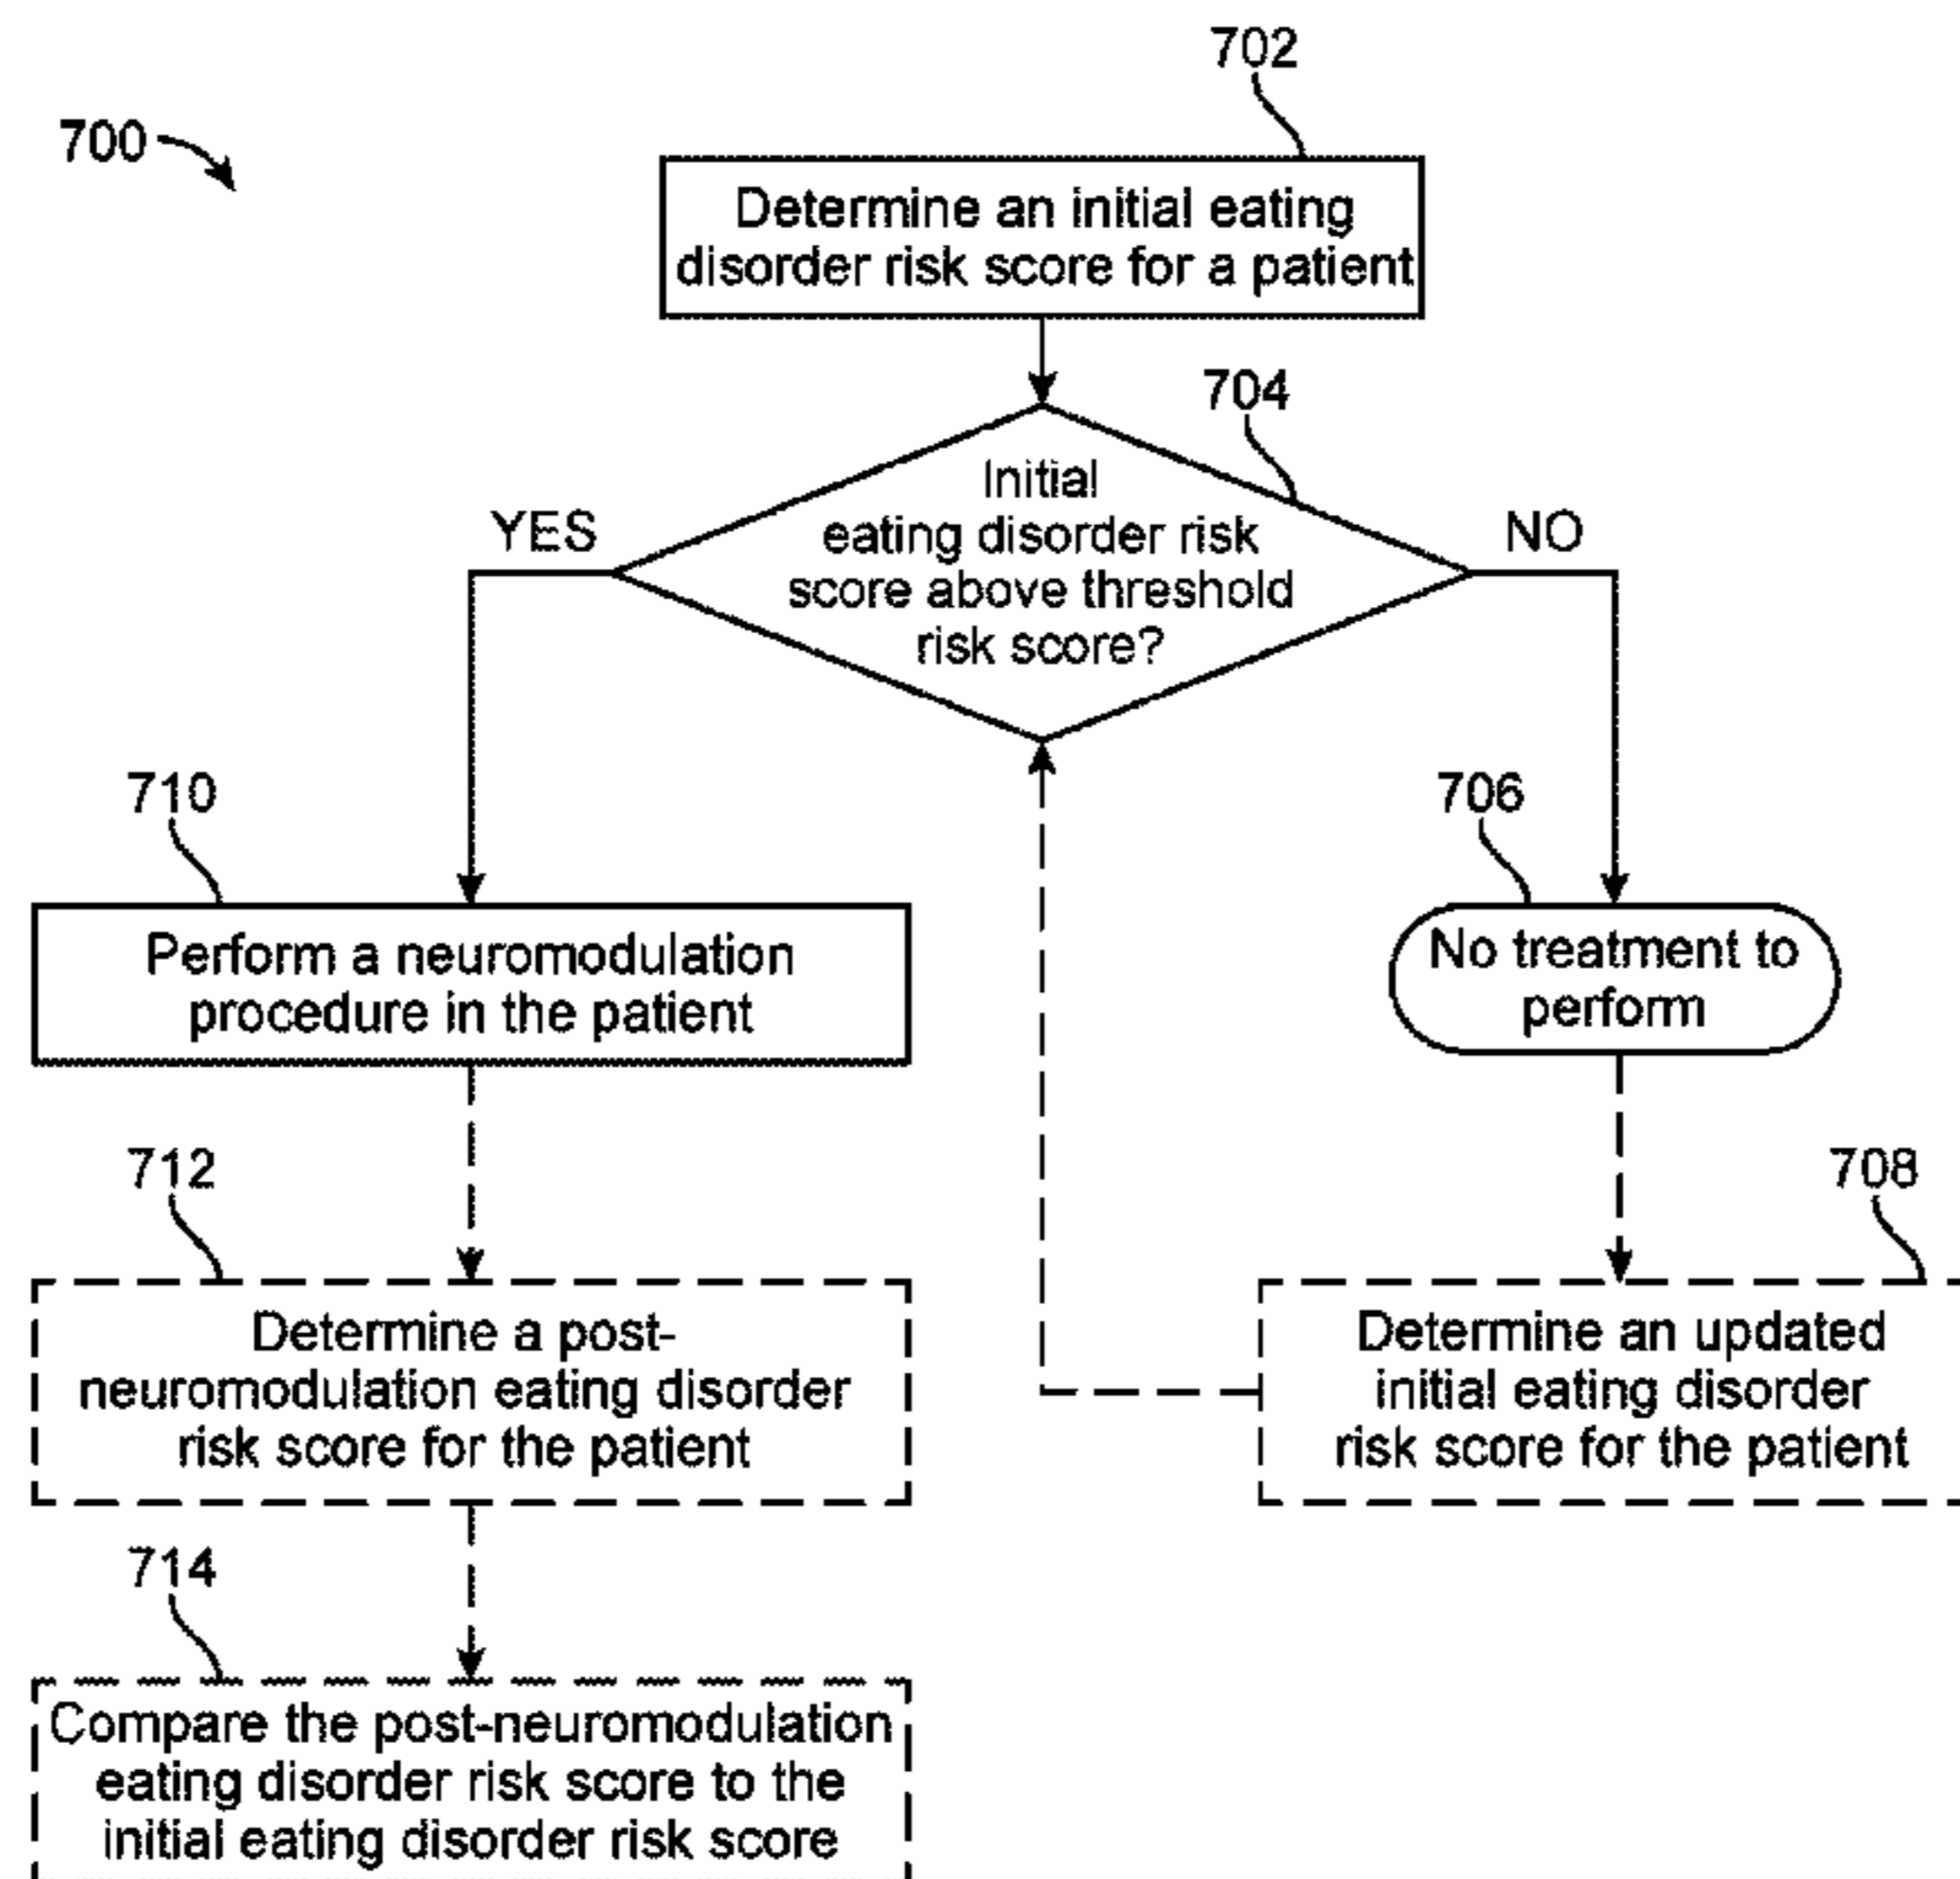 702
700
Determine an initial eating
disorder risk score for a patient
704
Initial
eating disorder risk
score above threshold
risk score?
YES
NO
710
706
Perform a neuromodulation
procedure in the patient
No treatment to
perform
712
708
Determine a post-
neuromodulation eating disorder
risk score for the patient
Determine an updated
initial eating disorder
risk score for the patient
714
Compare the post-neuromodulation
eating disorder risk score to the
initial eating disorder risk score